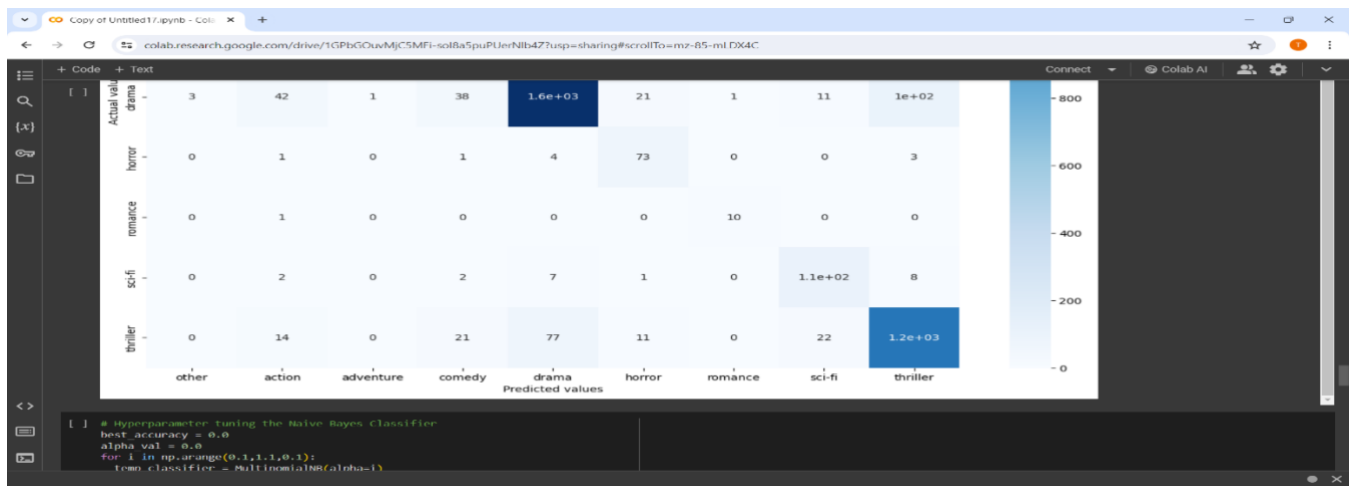 Copy of Untitled17.ipynb - Cola
colab.research.google.com/drive/1GPbGOuvMjC5MFi-sol8a5puPUerNlb4Z?usp=sharing#scrollTo=mz-85-mLDX4C
+ Code + Text
Connect
Colab AI
[ ]
Actual valu
drama 3 42 1 38 1.6e+03 21 1 11 1e+02
horror 0 1 0 1 4 73 0 0 3
romance 0 1 0 0 0 0 10 0 0
sci-fi 0 2 0 2 7 1 0 1.1e+02 8
thriller 0 14 0 21 77 11 0 22 1.2e+03
other action adventure comedy drama horror romance sci-fi thriller
Predicted values
800
600
400
200
0
[ ] # Hyperparameter tuning the Naive Bayes Classifier
best_accuracy = 0.0
alpha_val = 0.0
for i in np.arange(0.1,1.1,0.1):
temp_classifier = MultinomialNB(alpha=i)